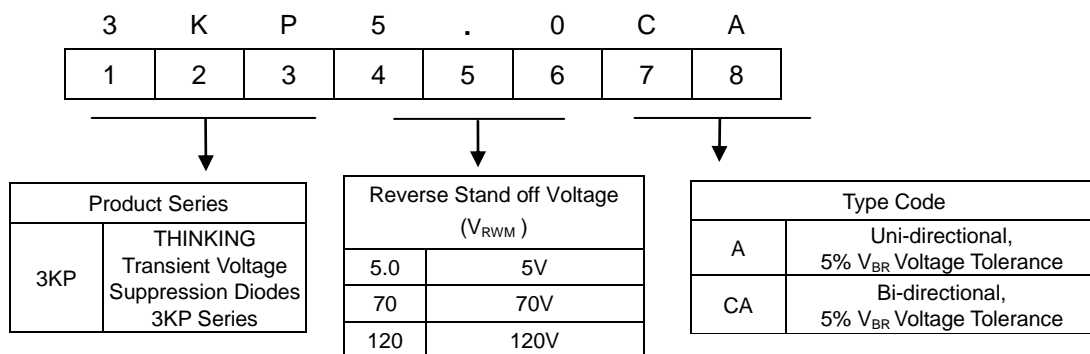 3 K P 5 . 0 C A
1 2 3 4 5 6 7 8
Product Series
3KP
THINKING
Transient Voltage
Suppression Diodes
3KP Series
Reverse Stand off Voltage
(VRWM )
5.0 5V
70 70V
120 120V
Type Code
A
Uni-directional,
5% VBR Voltage Tolerance
CA
Bi-directional,
5% VBR Voltage Tolerance